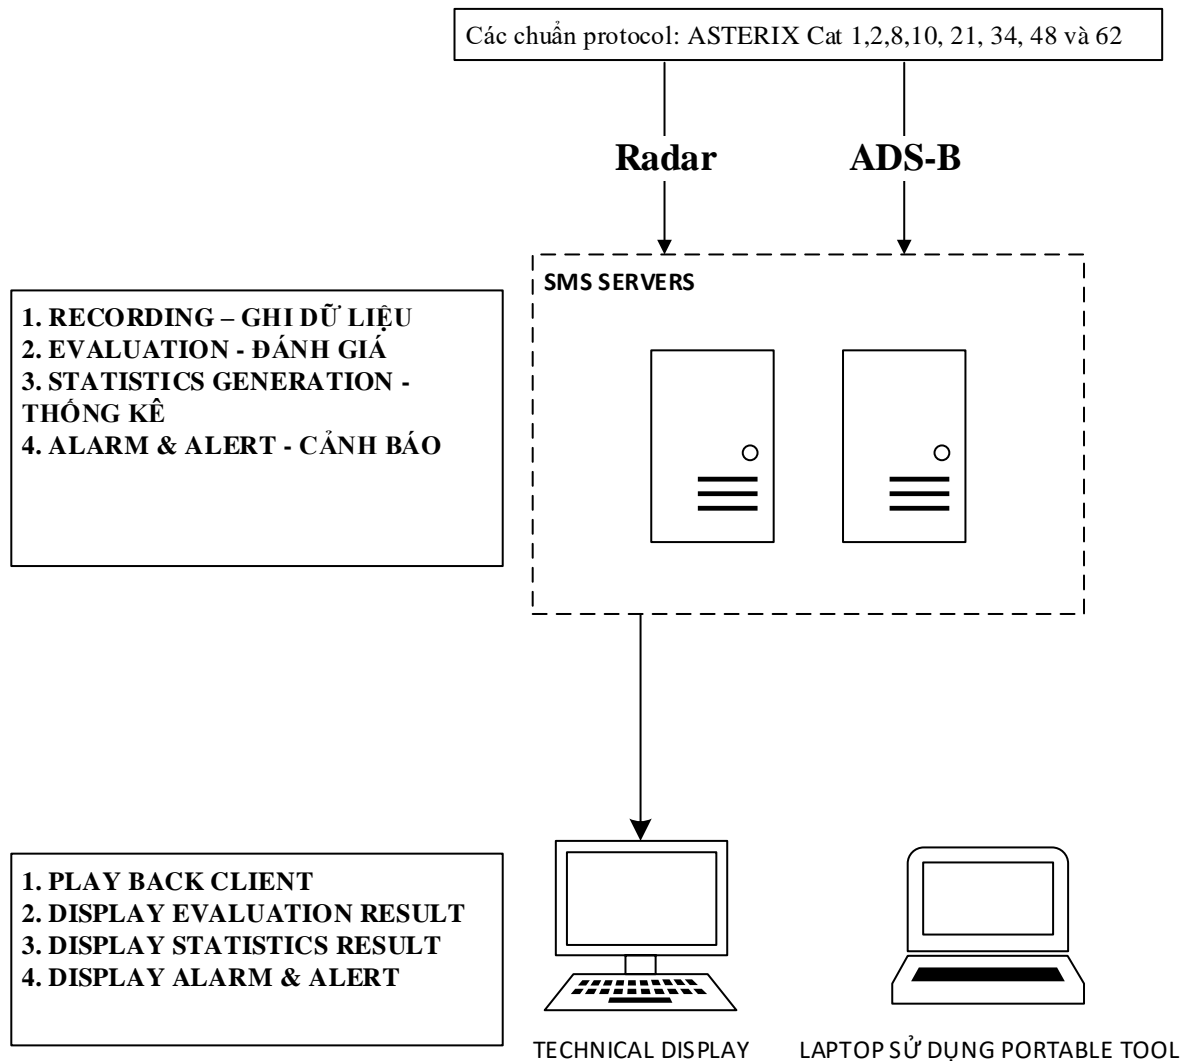 Các chuẩn protocol: ASTERIX Cat 1,2,8,10, 21, 34, 48 và 62
Radar
ADS-B
SMS SERVERS
1. RECORDING – GHI DỮ LIỆU
2. EVALUATION - ĐÁNH GIÁ
3. STATISTICS GENERATION -
THỐNG KÊ
4. ALARM & ALERT - CẢNH BÁO
1. PLAY BACK CLIENT
2. DISPLAY EVALUATION RESULT
3. DISPLAY STATISTICS RESULT
4. DISPLAY ALARM & ALERT
TECHNICAL DISPLAY
LAPTOP SỬ DỤNG PORTABLE TOOL